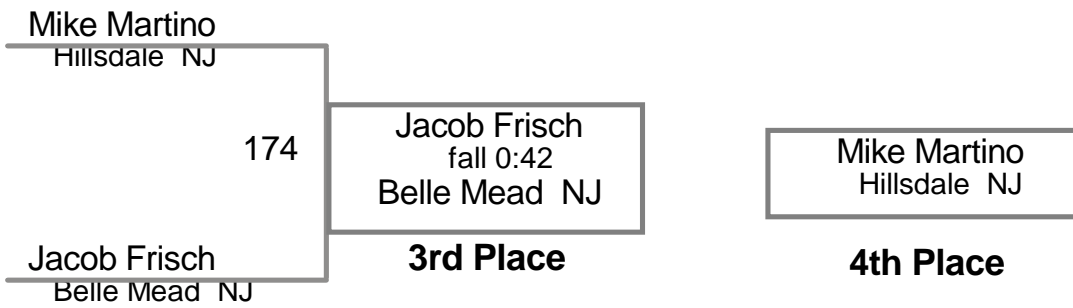 Mike Martino
Hillsdale NJ
174
Jacob Frisch
Belle Mead NJ
Jacob Frisch
fall 0:42
Belle Mead NJ
3rd Place
Mike Martino
Hillsdale NJ
4th Place